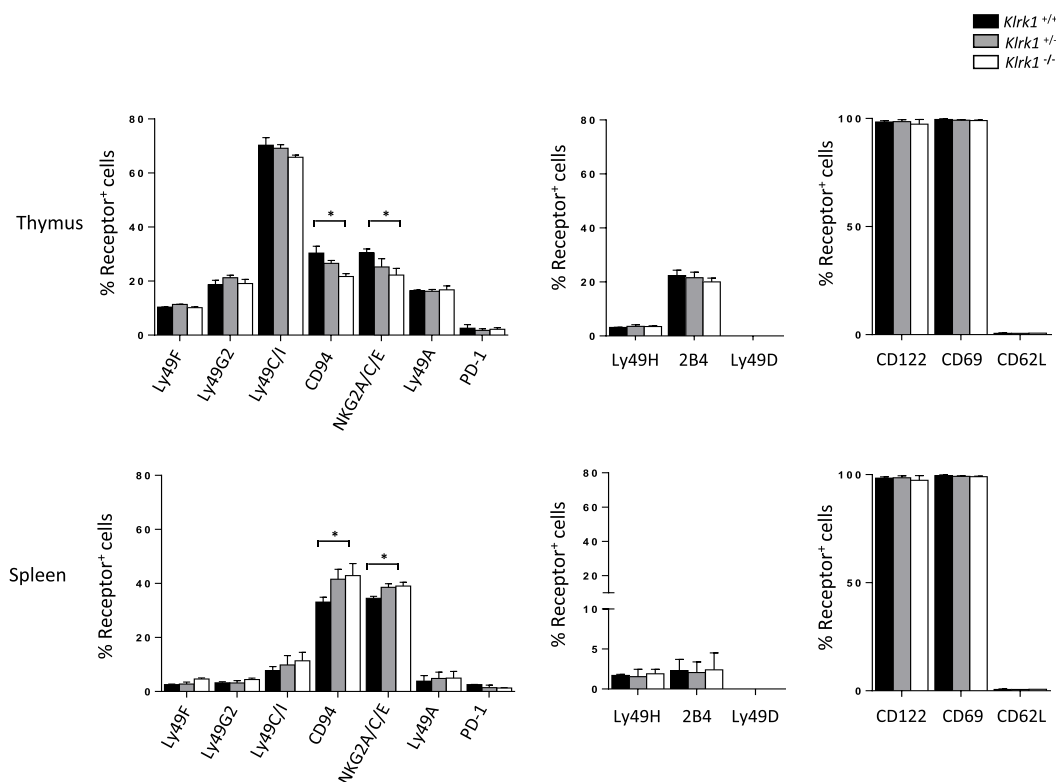 Klrk1 +/+
Klrk1 +/-
Klrk1 -/-
Thymus
% Receptor+ cells
80
60
40
20
0
*
*
Ly49F
Ly49G2
Ly49C/I
CD94
NKG2A/C/E
Ly49A
PD-1
% Receptor+ cells
80
60
40
20
0
Ly49H
2B4
Ly49D
% Receptor+ cells
100
50
0
CD122
CD69
CD62L
Spleen
% Receptor+ cells
80
60
40
20
0
*
*
Ly49F
Ly49G2
Ly49C/I
CD94
NKG2A/C/E
Ly49A
PD-1
% Receptor+ cells
80
60
40
20
10
5
0
Ly49H
2B4
Ly49D
% Receptor+ cells
100
50
0
CD122
CD69
CD62L